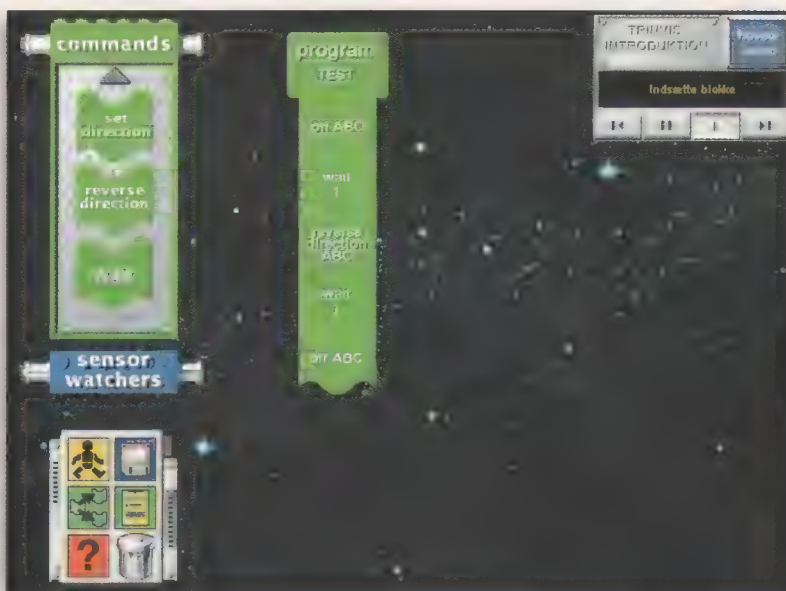 commands
set
direction
reverse
direction
wait
sensor
watchers
?
program
TEST
on ABC
wait
1
reverse
direction
ABC
wait
1
off ABC
TRINVIS
INTRODUKTION
Indsætte blokke